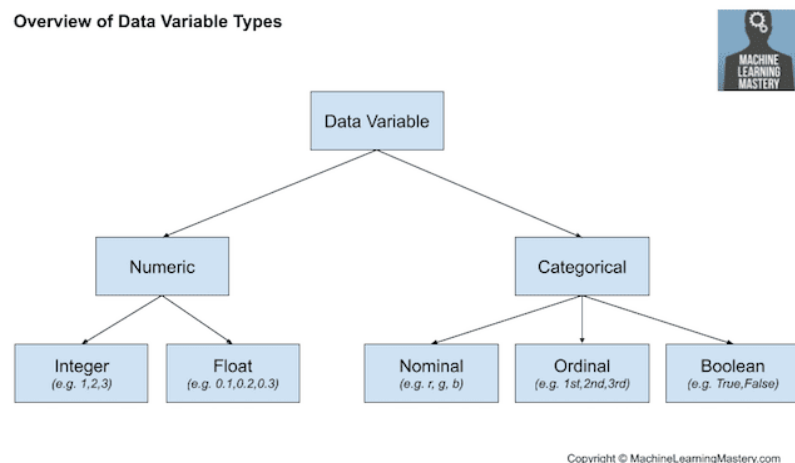 Overview of Data Variable Types
MACHINE
LEARNING
MASTERY
Data Variable
Numeric
Categorical
Integer
(e.g. 1,2,3)
Float
(e.g. 0.1,0.2,0.3)
Nominal
(e.g. r, g, b)
Ordinal
(e.g. 1st,2nd,3rd)
Boolean
(e.g. True,False)
Copyright © MachineLearningMastery.com